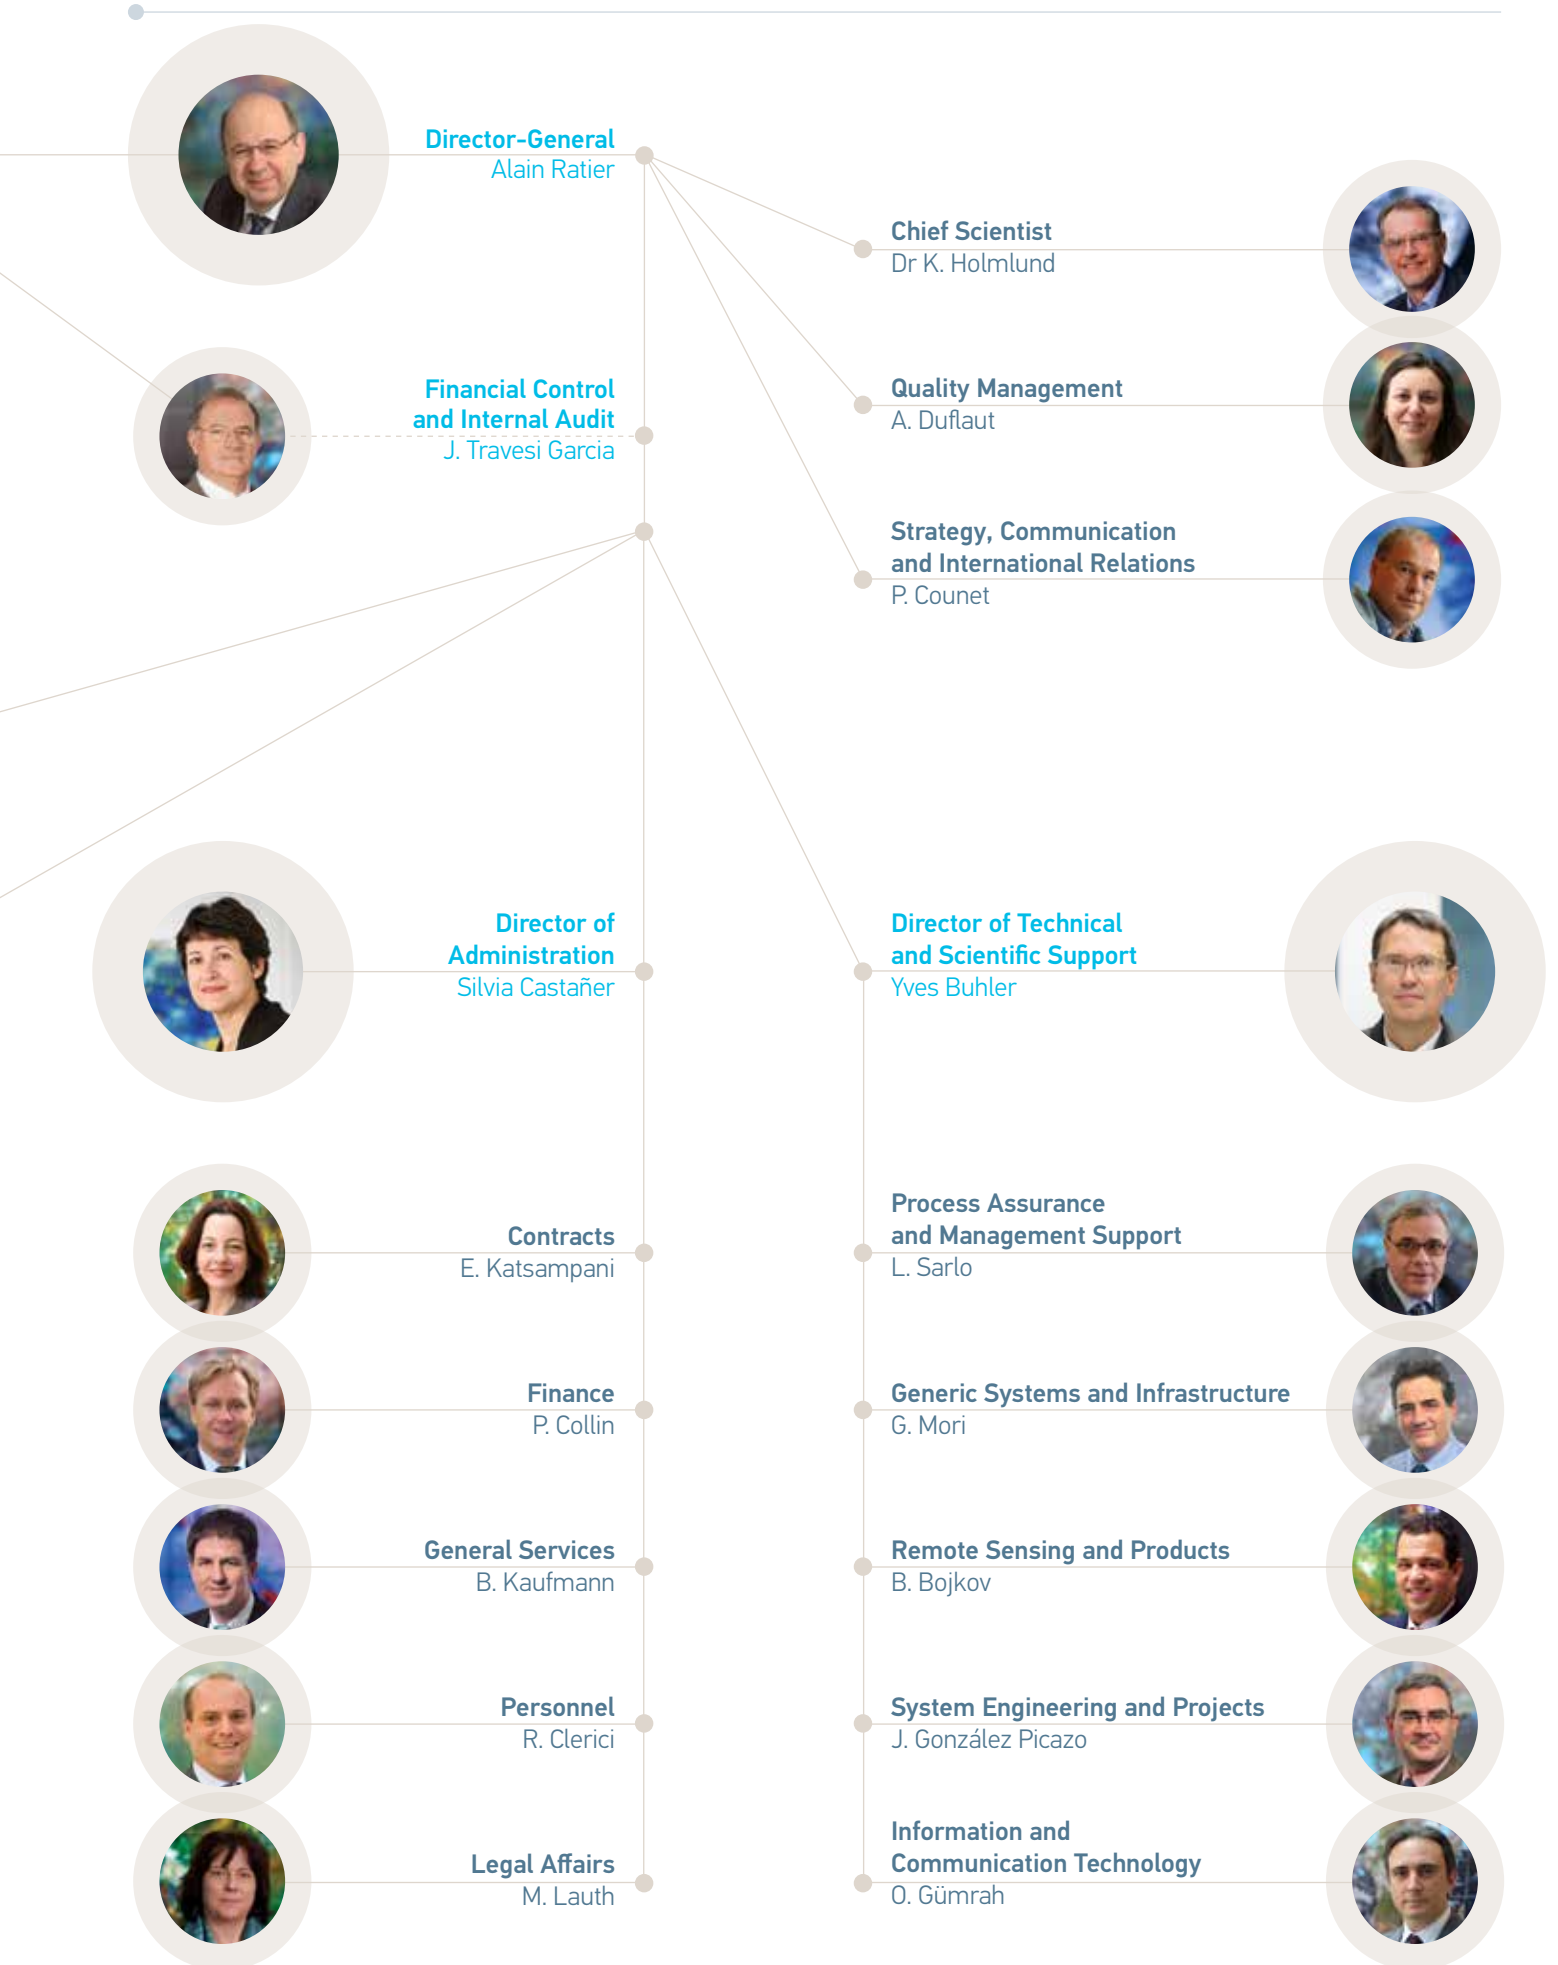 Director-General
Alain Ratier
Chief Scientist
Dr K. Holmlund
Financial Control
and Internal Audit
J. Travesi Garcia
Quality Management
A. Duflaut
Strategy, Communication
and International Relations
P. Counet
Director of
Administration
Silvia Castañer
Director of Technical
and Scientific Support
Yves Buhler
Contracts
E. Katsampani
Finance
P. Collin
General Services
B. Kaufmann
Personnel
R. Clerici
Legal Affairs
M. Lauth
Process Assurance
and Management Support
L. Sarlo
Generic Systems and Infrastructure
G. Mori
Remote Sensing and Products
B. Bojkov
System Engineering and Projects
J. González Picazo
Information and
Communication Technology
O. Gümrah